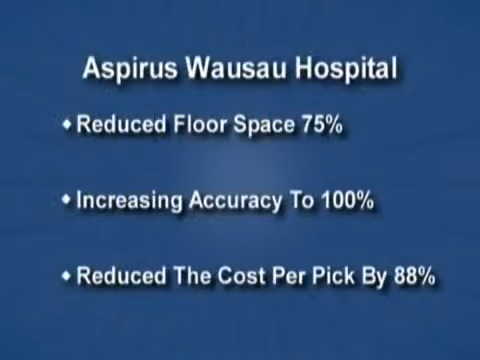 Aspirus Wausau Hospital
• Reduced Floor Space 75%
• Increasing Accuracy To 100%
• Reduced The Cost Per Pick By 88%